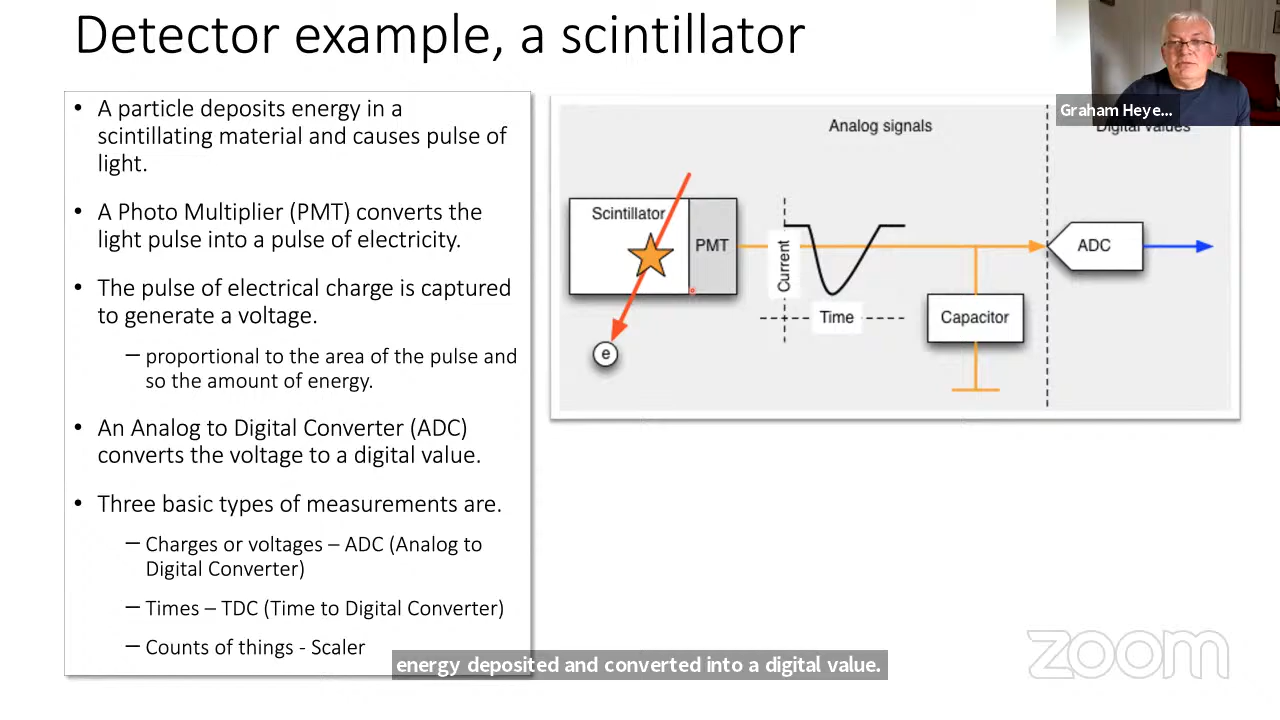 Detector example, a scintillator
• A particle deposits energy in a
scintillating material and causes pulse of
light.
• A Photo Multiplier (PMT) converts the
light pulse into a pulse of electricity.
• The pulse of electrical charge is captured
to generate a voltage.
– proportional to the area of the pulse and
so the amount of energy.
• An Analog to Digital Converter (ADC)
converts the voltage to a digital value.
• Three basic types of measurements are.
– Charges or voltages – ADC (Analog to
Digital Converter)
– Times – TDC (Time to Digital Converter)
– Counts of things - Scaler
Graham Heye...
Analog signals
Digital values
Scintillator
PMT
Current
Time
ADC
Capacitor
e
energy deposited and converted into a digital value.
zoom